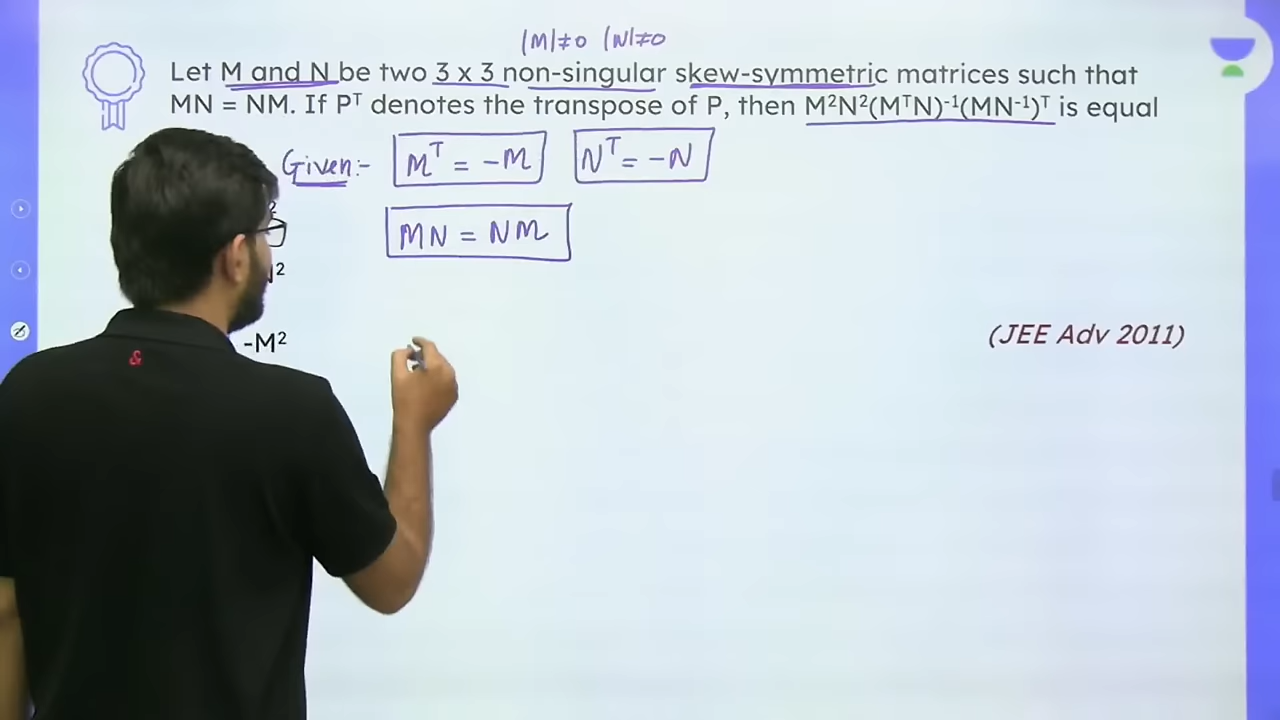 |M|≠0 |N|≠0
Let M and N be two 3 x 3 non-singular skew-symmetric matrices such that
MN = NM. If Pᵀ denotes the transpose of P, then M²N²(MᵀN)⁻¹(MN⁻¹)ᵀ is equal
Given:- Mᵀ = -M Nᵀ = -N
MN = NM
-M²
(JEE Adv 2011)